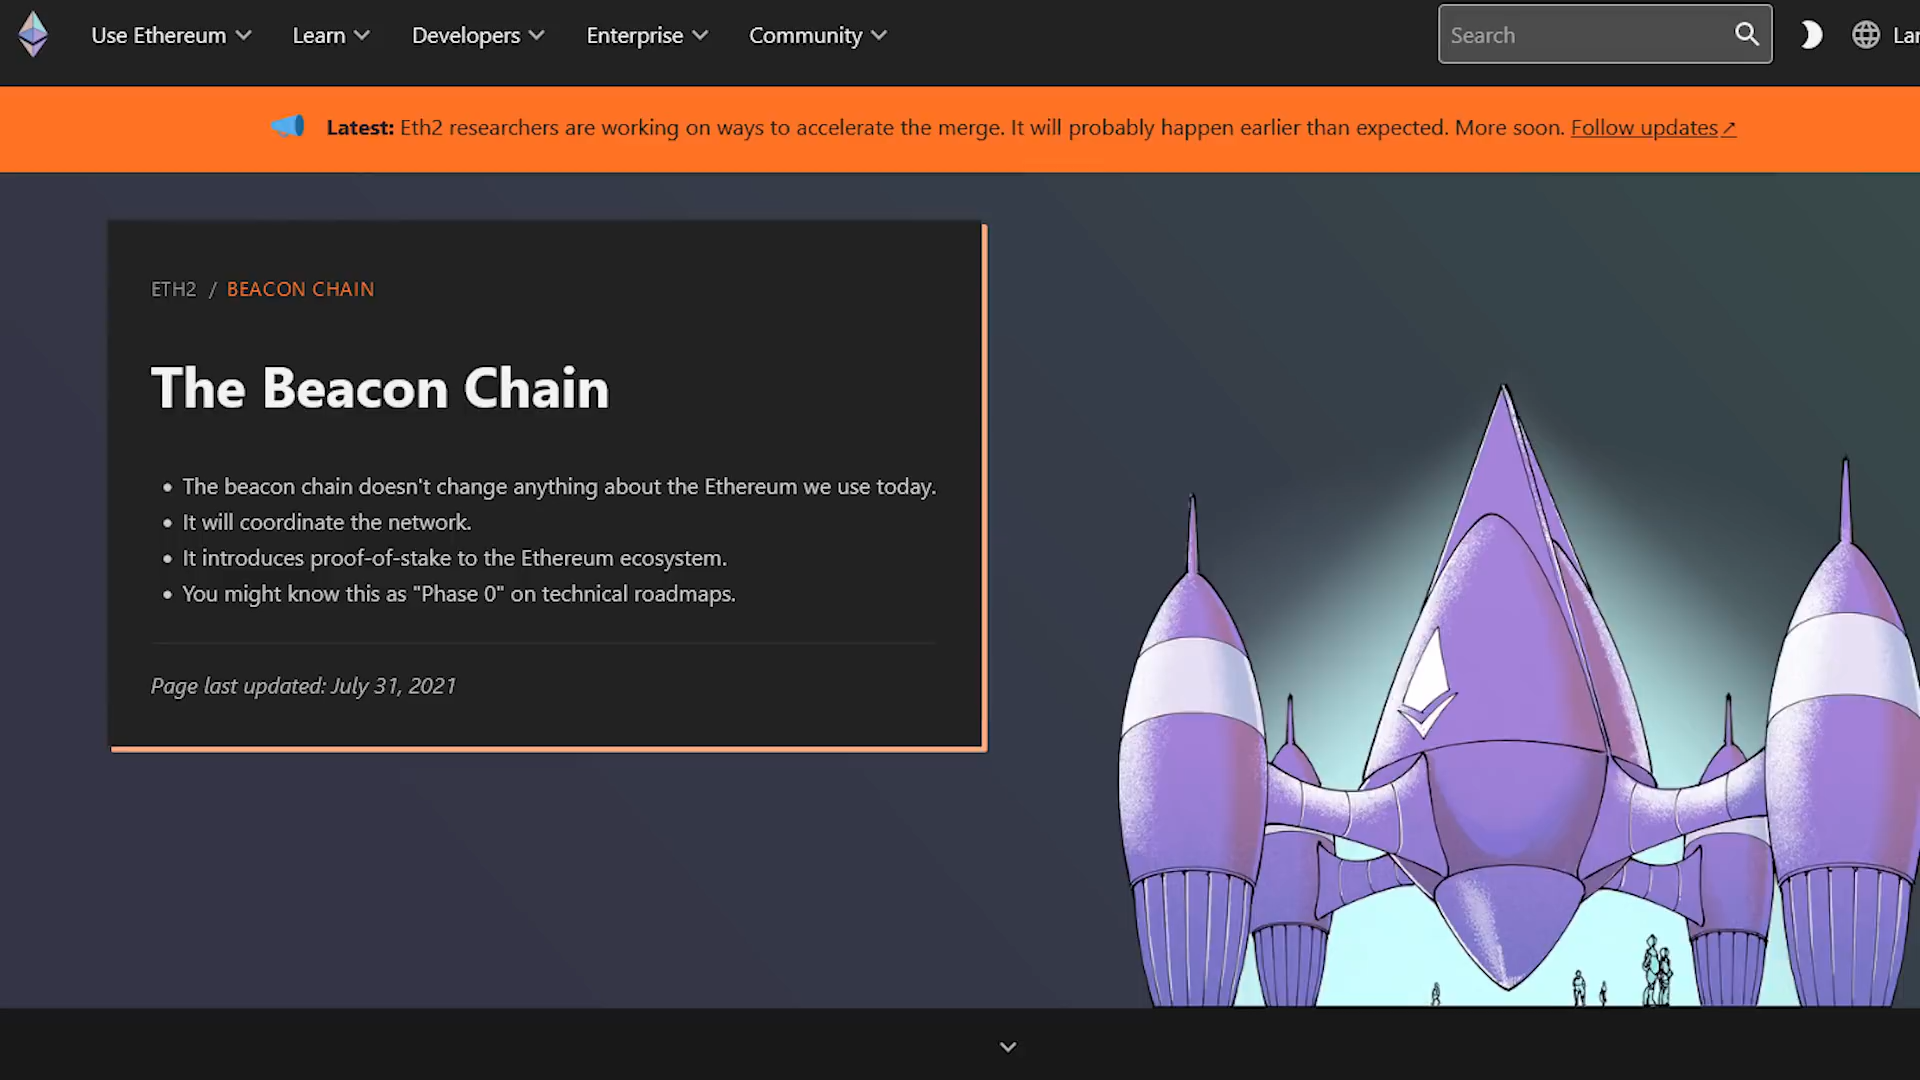 Use Ethereum
Learn
Developers
Enterprise
Community
Search
Lan
Latest: Eth2 researchers are working on ways to accelerate the merge. It will probably happen earlier than expected. More soon. Follow updates↗
ETH2 / BEACON CHAIN
The Beacon Chain
• The beacon chain doesn't change anything about the Ethereum we use today.
• It will coordinate the network.
• It introduces proof-of-stake to the Ethereum ecosystem.
• You might know this as "Phase 0" on technical roadmaps.
Page last updated: July 31, 2021